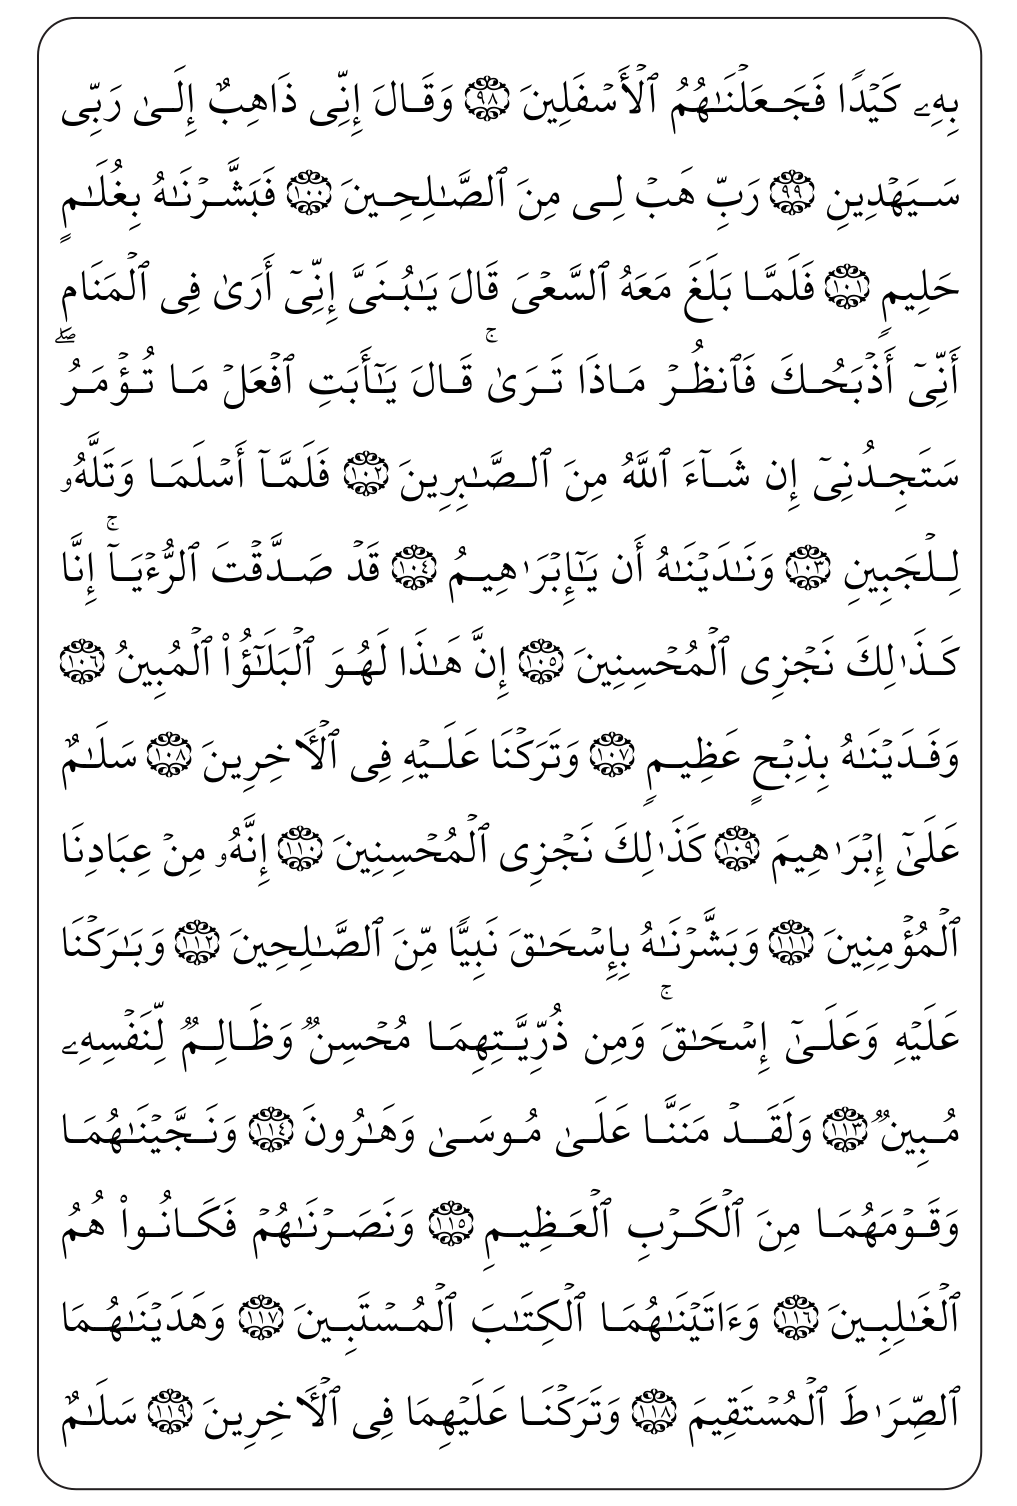 بِهِۦ كَيۡدٗا فَجَعَلۡنَٰهُمُ ٱلۡأَسۡفَلِينَ ٩٨ وَقَالَ إِنِّي ذَاهِبٌ إِلَىٰ رَبِّي
سَيَهۡدِينِ ٩٩ رَبِّ هَبۡ لِي مِنَ ٱلصَّٰلِحِينَ ١٠٠ فَبَشَّرۡنَٰهُ بِغُلَٰمٍ
حَلِيمٖ ١٠١ فَلَمَّا بَلَغَ مَعَهُ ٱلسَّعۡيَ قَالَ يَٰبُنَيَّ إِنِّيٓ أَرَىٰ فِي ٱلۡمَنَامِ
أَنِّيٓ أَذۡبَحُكَ فَٱنظُرۡ مَاذَا تَرَىٰۚ قَالَ يَٰٓأَبَتِ ٱفۡعَلۡ مَا تُؤۡمَرُۖ
سَتَجِدُنِيٓ إِن شَآءَ ٱللَّهُ مِنَ ٱلصَّٰبِرِينَ ١٠٢ فَلَمَّآ أَسۡلَمَا وَتَلَّهُۥ
لِلۡجَبِينِ ١٠٣ وَنَٰدَيۡنَٰهُ أَن يَٰٓإِبۡرَٰهِيمُ ١٠٤ قَدۡ صَدَّقۡتَ ٱلرُّءۡيَآۚ إِنَّا
كَذَٰلِكَ نَجۡزِي ٱلۡمُحۡسِنِينَ ١٠٥ إِنَّ هَٰذَا لَهُوَ ٱلۡبَلَٰٓؤُاْ ٱلۡمُبِينُ ١٠٦
وَفَدَيۡنَٰهُ بِذِبۡحٍ عَظِيمٖ ١٠٧ وَتَرَكۡنَا عَلَيۡهِ فِي ٱلۡأٓخِرِينَ ١٠٨ سَلَٰمٌ
عَلَىٰٓ إِبۡرَٰهِيمَ ١٠٩ كَذَٰلِكَ نَجۡزِي ٱلۡمُحۡسِنِينَ ١١٠ إِنَّهُۥ مِنۡ عِبَادِنَا
ٱلۡمُؤۡمِنِينَ ١١١ وَبَشَّرۡنَٰهُ بِإِسۡحَٰقَ نَبِيّٗا مِّنَ ٱلصَّٰلِحِينَ ١١٢ وَبَٰرَكۡنَا
عَلَيۡهِ وَعَلَىٰٓ إِسۡحَٰقَۚ وَمِن ذُرِّيَّتِهِمَا مُحۡسِنٞ وَظَالِمٞ لِّنَفۡسِهِۦ
مُبِينٞ ١١٣ وَلَقَدۡ مَنَنَّا عَلَىٰ مُوسَىٰ وَهَٰرُونَ ١١٤ وَنَجَّيۡنَٰهُمَا
وَقَوۡمَهُمَا مِنَ ٱلۡكَرۡبِ ٱلۡعَظِيمِ ١١٥ وَنَصَرۡنَٰهُمۡ فَكَانُواْ هُمُ
ٱلۡغَٰلِبِينَ ١١٦ وَءَاتَيۡنَٰهُمَا ٱلۡكِتَٰبَ ٱلۡمُسۡتَبِينَ ١١٧ وَهَدَيۡنَٰهُمَا
ٱلصِّرَٰطَ ٱلۡمُسۡتَقِيمَ ١١٨ وَتَرَكۡنَا عَلَيۡهِمَا فِي ٱلۡأٓخِرِينَ ١١٩ سَلَٰمٌ